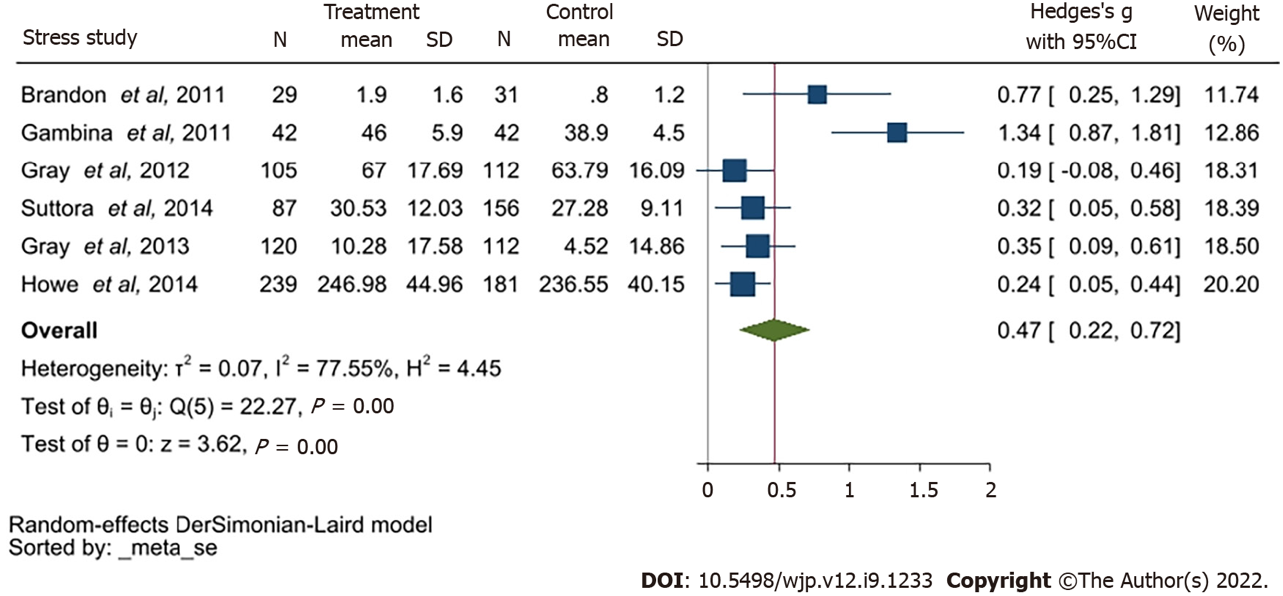 Treatment Control Hedges's g Weight
Stress study N mean SD N mean SD with 95%CI (%)
Brandon et al, 2011 29 1.9 1.6 31 .8 1.2 0.77 [ 0.25, 1.29] 11.74
Gambina et al, 2011 42 46 5.9 42 38.9 4.5 1.34 [ 0.87, 1.81] 12.86
Gray et al, 2012 105 67 17.69 112 63.79 16.09 0.19 [ -0.08, 0.46] 18.31
Suttora et al, 2014 87 30.53 12.03 156 27.28 9.11 0.32 [ 0.05, 0.58] 18.39
Gray et al, 2013 120 10.28 17.58 112 4.52 14.86 0.35 [ 0.09, 0.61] 18.50
Howe et al, 2014 239 246.98 44.96 181 236.55 40.15 0.24 [ 0.05, 0.44] 20.20
Overall 0.47 [ 0.22, 0.72]
Heterogeneity: τ² = 0.07, I² = 77.55%, H² = 4.45
Test of θᵢ = θⱼ: Q(5) = 22.27, P = 0.00
Test of θ = 0: z = 3.62, P = 0.00
0 0.5 1 1.5 2
Random-effects DerSimonian-Laird model
Sorted by: _meta_se
DOI: 10.5498/wjp.v12.i9.1233 Copyright ©The Author(s) 2022.